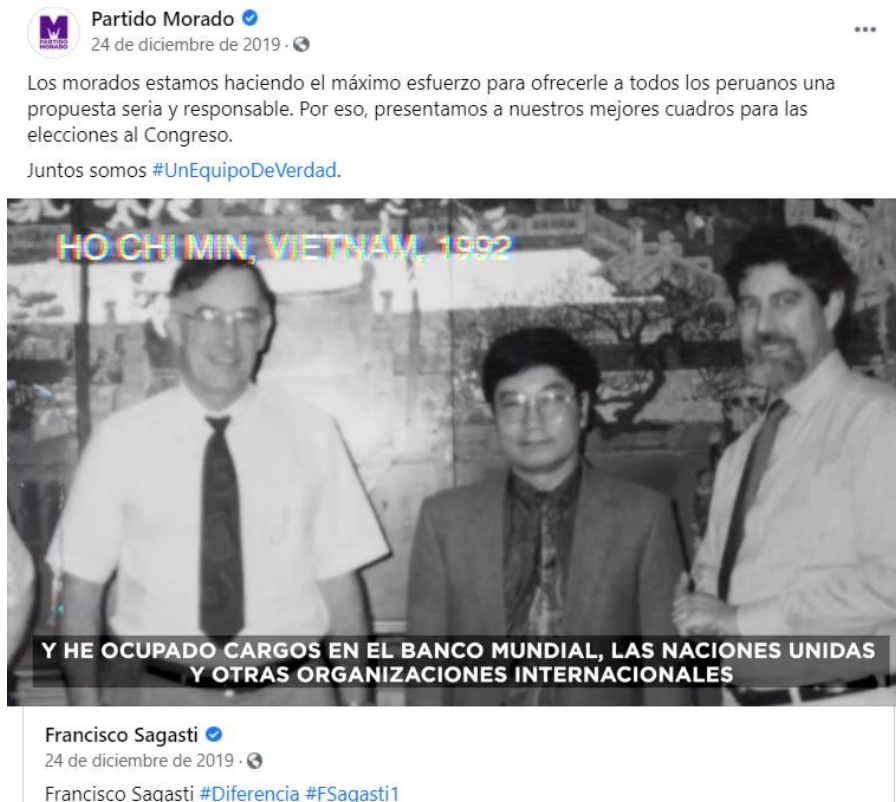 Partido Morado
24 de diciembre de 2019 ·
M
PARTIDO
MORADO
Los morados estamos haciendo el máximo esfuerzo para ofrecerle a todos los peruanos una
propuesta seria y responsable. Por eso, presentamos a nuestros mejores cuadros para las
elecciones al Congreso.
Juntos somos #UnEquipoDeVerdad.
HO CHI MIN, VIETNAM, 1992
Y HE OCUPADO CARGOS EN EL BANCO MUNDIAL, LAS NACIONES UNIDAS
Y OTRAS ORGANIZACIONES INTERNACIONALES
Francisco Sagasti
24 de diciembre de 2019 ·
Francisco Sagasti #Diferencia #FSagasti1